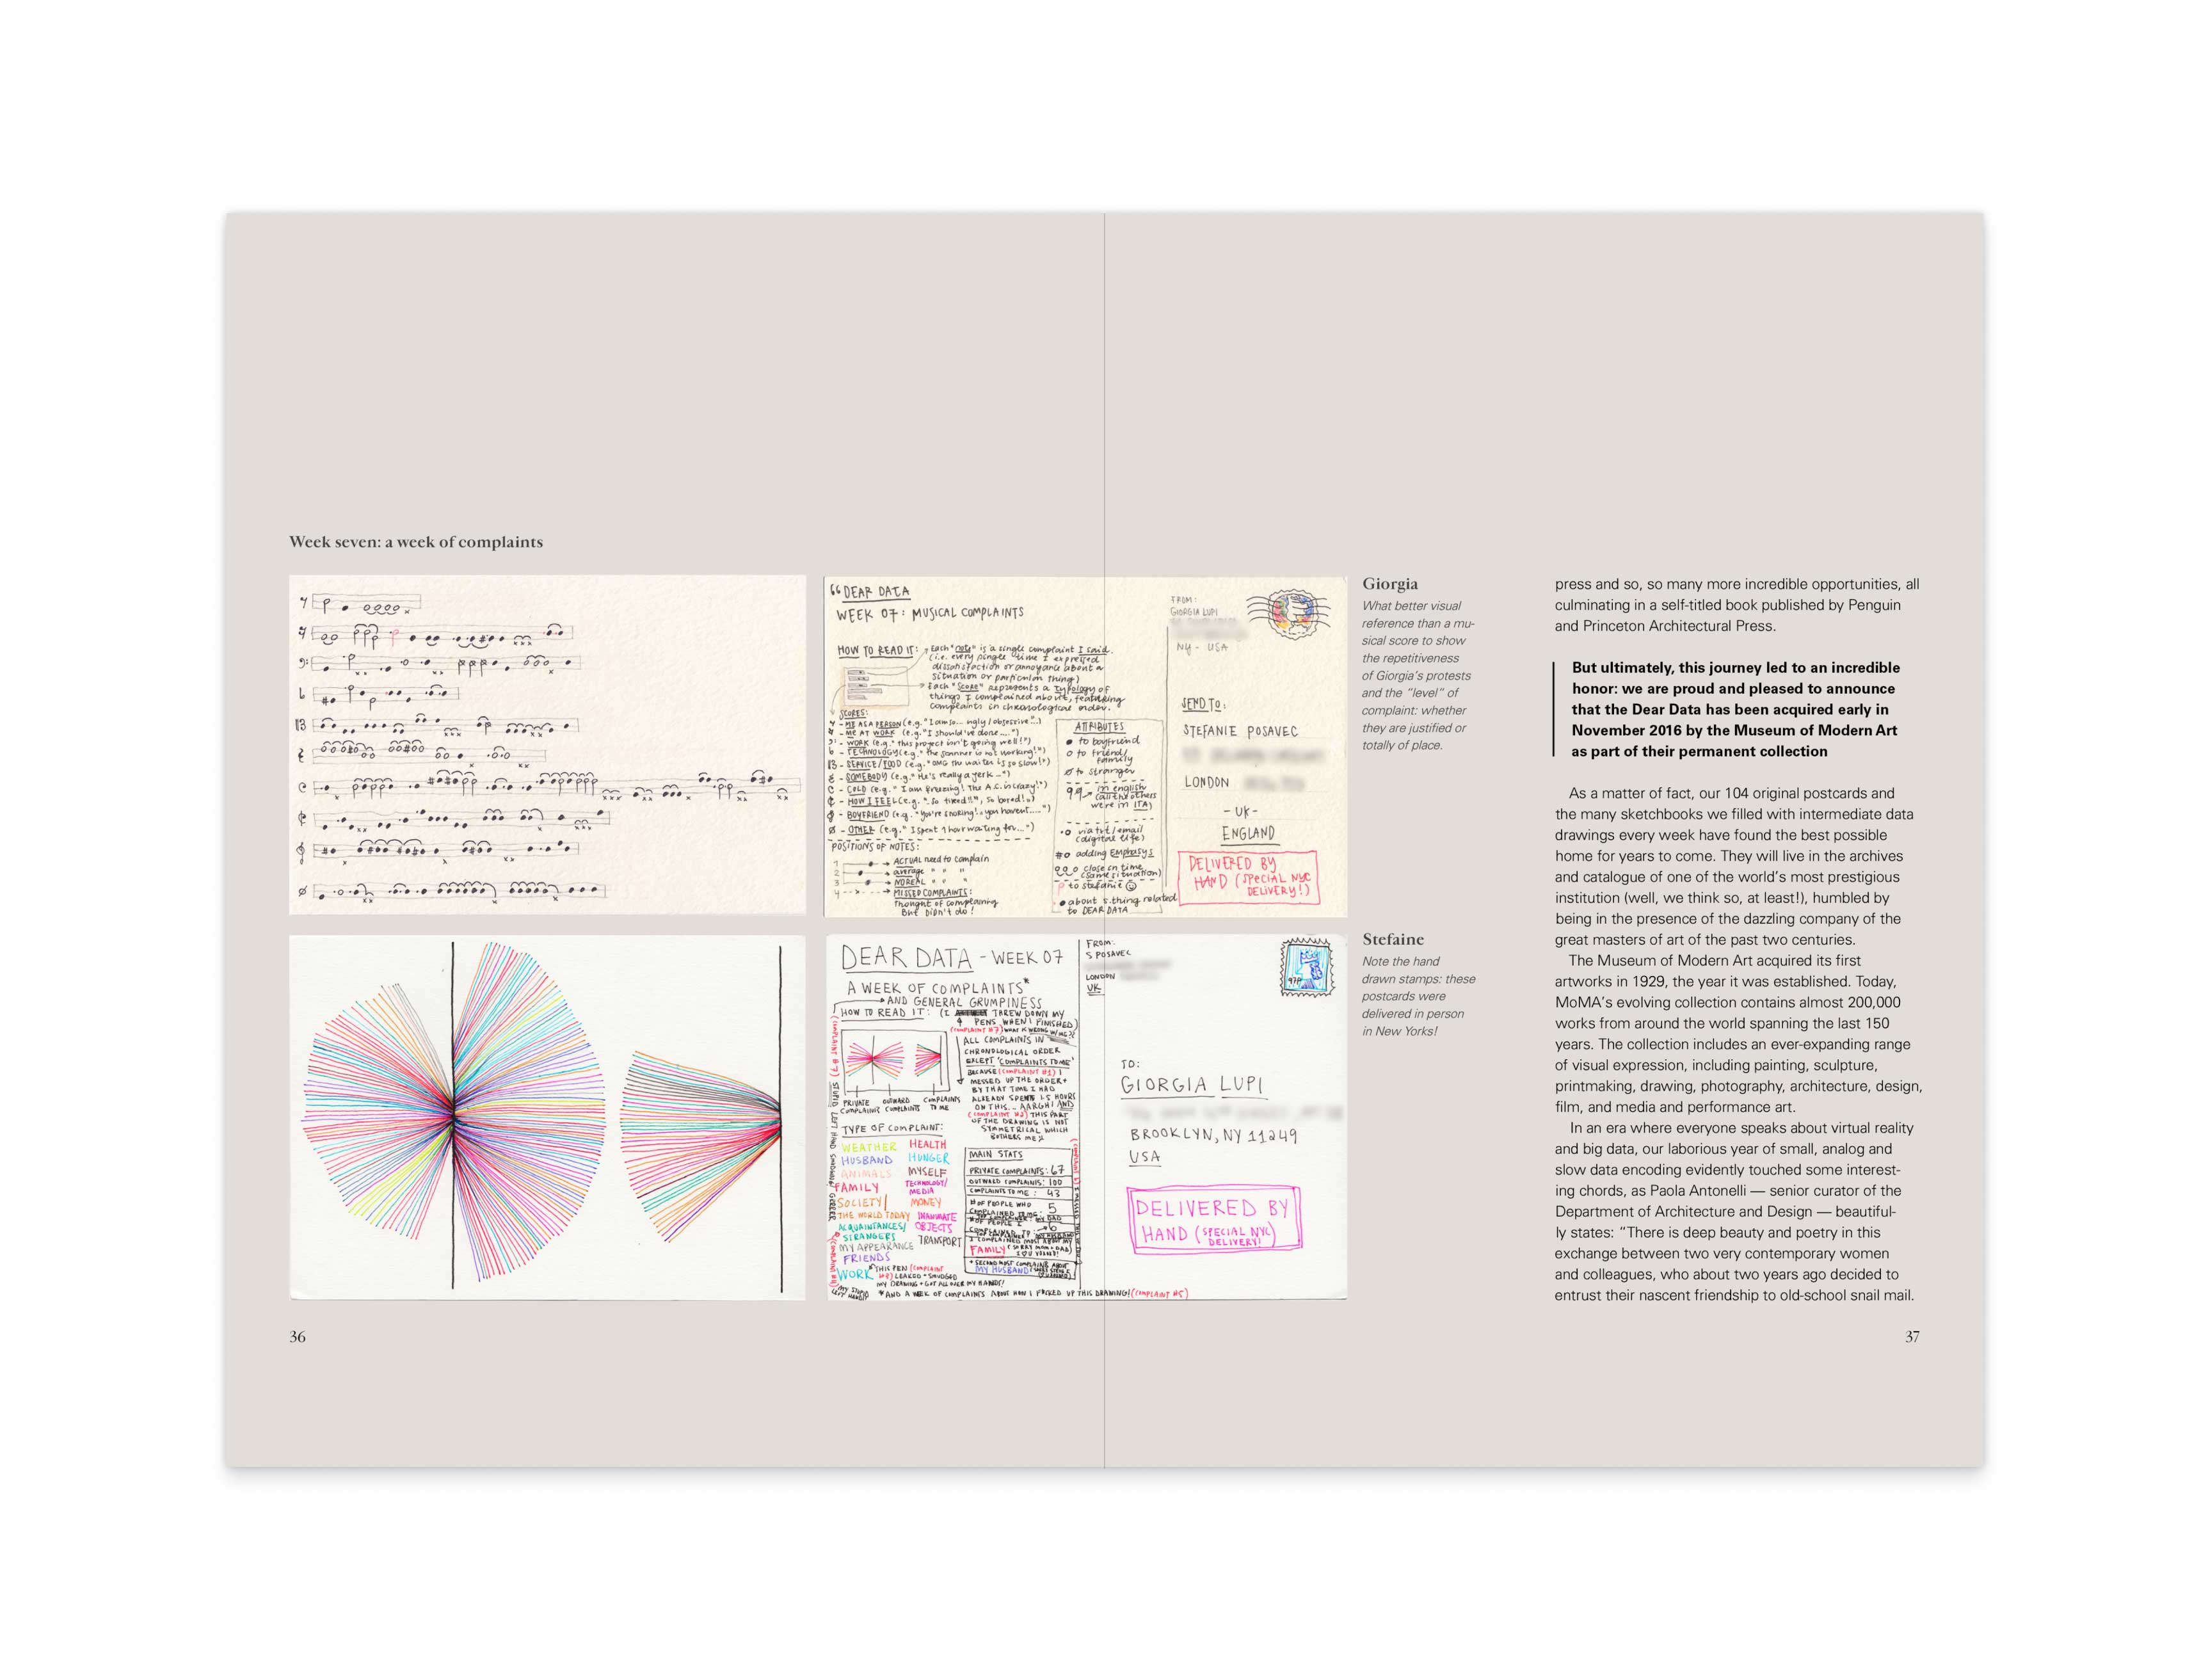 Week seven: a week of complaints
DEAR DATA
WEEK 07: MUSICAL COMPLAINTS
HOW TO READ IT:
Each "note" is a single complaint I said.
(i.e. every single time I expressed
dissatisfaction or annoyance about a
situation or particular thing)
Each "score" represents a typology of
things I complained about, featuring
complaints in chronological order.
SCORES:
- ME AS A PERSON (e.g. "I am so... ugly/obsessive"..)
- ME AT WORK (e.g. "I should've done....")
- WORK (e.g. "this project isn't going well!")
- TECHNOLOGY (e.g. "the scanner is not working!")
- SERVICE/FOOD (e.g. "OMG the waiter is so slow!")
- SOMEBODY (e.g. "He's really a jerk...")
- COLD (e.g. "I am freezing! The A.C. is crazy!")
- HOW I FEEL (e.g. "..so tired!!", so bored!")
- BOYFRIEND (e.g. "You're snoring!.. you haven't....")
- OTHER (e.g. "I spent 1 hour waiting for...")
POSITIONS OF NOTES:
1 → ACTUAL need to complain
2 → average " "
3 → NO REAL " "
4 → MISSED COMPLAINTS:
Thought of complaining
But didn't do!
ATTRIBUTES
to boyfriend
to friend/
family
to stranger
in english
(all the others
were in ITA)
via txt/email
(digital life)
adding EMPHASYS
close in time
(same situation)
to stefanie
about s.thing related
to DEAR DATA
FROM:
GIORGIA LUPI
NY - USA
SEND TO:
STEFANIE POSAVEC
LONDON
- UK -
ENGLAND
DELIVERED BY
HAND (SPECIAL NYC
DELIVERY!)
Giorgia
What better visual
reference than a mu-
sical score to show
the repetitiveness
of Giorgia's protests
and the "level" of
complaint: whether
they are justified or
totally of place.
DEAR DATA - WEEK 07
A WEEK OF COMPLAINTS*
AND GENERAL GRUMPINESS
HOW TO READ IT: (I THREW DOWN MY
PENS WHEN I FINISHED)
(COMPLAINT #7) WHAT IS WRONG W/ME?
ALL COMPLAINTS IN
CHRONOLOGICAL ORDER
EXCEPT 'COMPLAINTS TO ME'
BECAUSE (COMPLAINT #1) I
MESSED UP THE ORDER +
BY THAT TIME I HAD
ALREADY SPENT 1.5 HOURS
ON THIS... AARGH! AND
(COMPLAINT #2) THIS PART
OF THE DRAWING IS NOT
SYMMETRICAL WHICH
BOTHERS ME
PRIVATE COMPLAINTS
OUTWARD COMPLAINTS
COMPLAINTS TO ME
TYPE OF COMPLAINT:
WEATHER
HUSBAND
ANIMALS
FAMILY
SOCIETY/
THE WORLD TODAY
ACQUAINTANCES/
STRANGERS
MY APPEARANCE
FRIENDS
WORK
HEALTH
HUNGER
MYSELF
TECHNOLOGY/
MEDIA
MONEY
INANIMATE
OBJECTS
TRANSPORT
MAIN STATS
PRIVATE COMPLAINTS: 67
OUTWARD COMPLAINTS: 100
COMPLAINTS TO ME: 43
# OF PEOPLE WHO
COMPLAINED TO ME: 5
# OF PEOPLE I
COMPLAINED TO: 6
I COMPLAINED MOST ABOUT MY
FAMILY (SORRY MOM + DAD
I LOVE YOU!)
+ SECOND MOST COMPLAINED ABOUT
MY HUSBAND
*THIS PEN (COMPLAINT
#8) LEAKED + SMUDGED
MY DRAWING + GOT ALL OVER MY HANDS!
*AND A WEEK OF COMPLAINTS ABOUT HOW I F*CKED UP THIS DRAWING! (COMPLAINT #5)
FROM:
S POSAVEC
LONDON
UK
97P
TO:
GIORGIA LUPI
BROOKLYN, NY 11249
USA
DELIVERED BY
HAND (SPECIAL NYC
DELIVERY!)
Stefaine
Note the hand
drawn stamps: these
postcards were
delivered in person
in New Yorks!
press and so, so many more incredible opportunities, all
culminating in a self-titled book published by Penguin
and Princeton Architectural Press.
But ultimately, this journey led to an incredible
honor: we are proud and pleased to announce
that the Dear Data has been acquired early in
November 2016 by the Museum of Modern Art
as part of their permanent collection
As a matter of fact, our 104 original postcards and
the many sketchbooks we filled with intermediate data
drawings every week have found the best possible
home for years to come. They will live in the archives
and catalogue of one of the world's most prestigious
institution (well, we think so, at least!), humbled by
being in the presence of the dazzling company of the
great masters of art of the past two centuries.
The Museum of Modern Art acquired its first
artworks in 1929, the year it was established. Today,
MoMA's evolving collection contains almost 200,000
works from around the world spanning the last 150
years. The collection includes an ever-expanding range
of visual expression, including painting, sculpture,
printmaking, drawing, photography, architecture, design,
film, and media and performance art.
In an era where everyone speaks about virtual reality
and big data, our laborious year of small, analog and
slow data encoding evidently touched some interest-
ing chords, as Paola Antonelli — senior curator of the
Department of Architecture and Design — beautiful-
ly states: "There is deep beauty and poetry in this
exchange between two very contemporary women
and colleagues, who about two years ago decided to
entrust their nascent friendship to old-school snail mail.
36
37